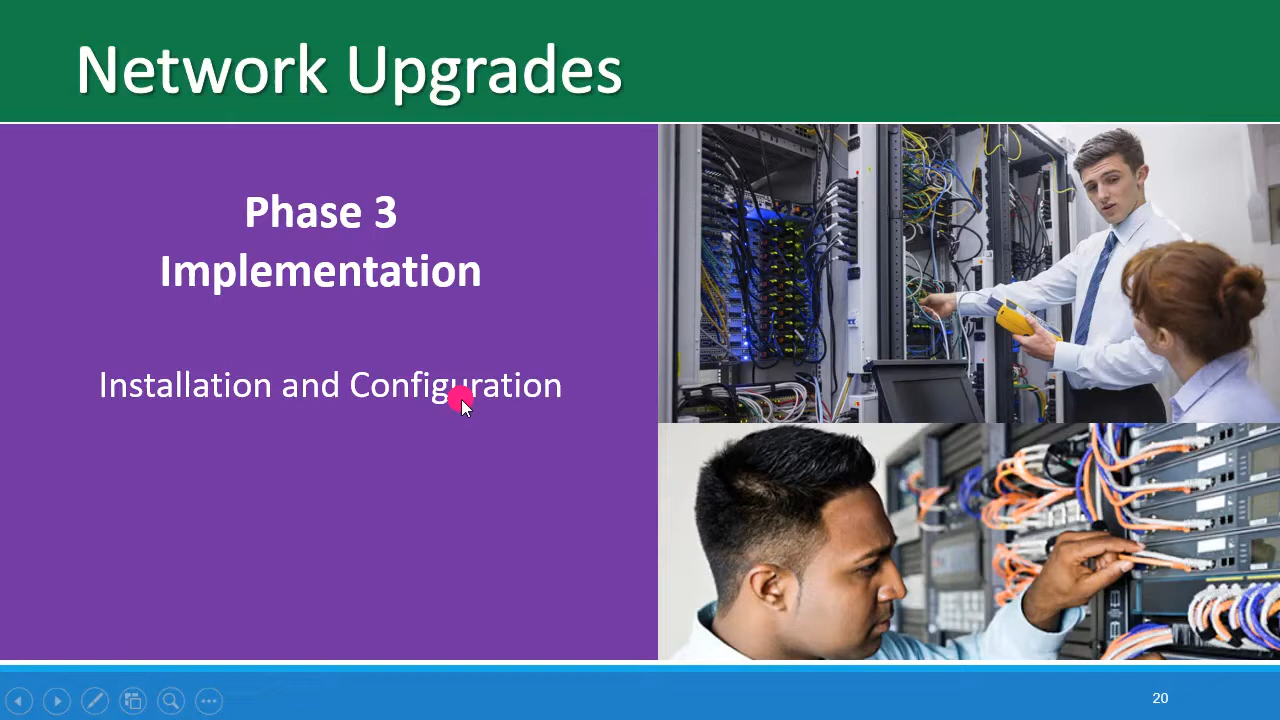 Network Upgrades
Phase 3
Implementation
Installation and Configuration
20